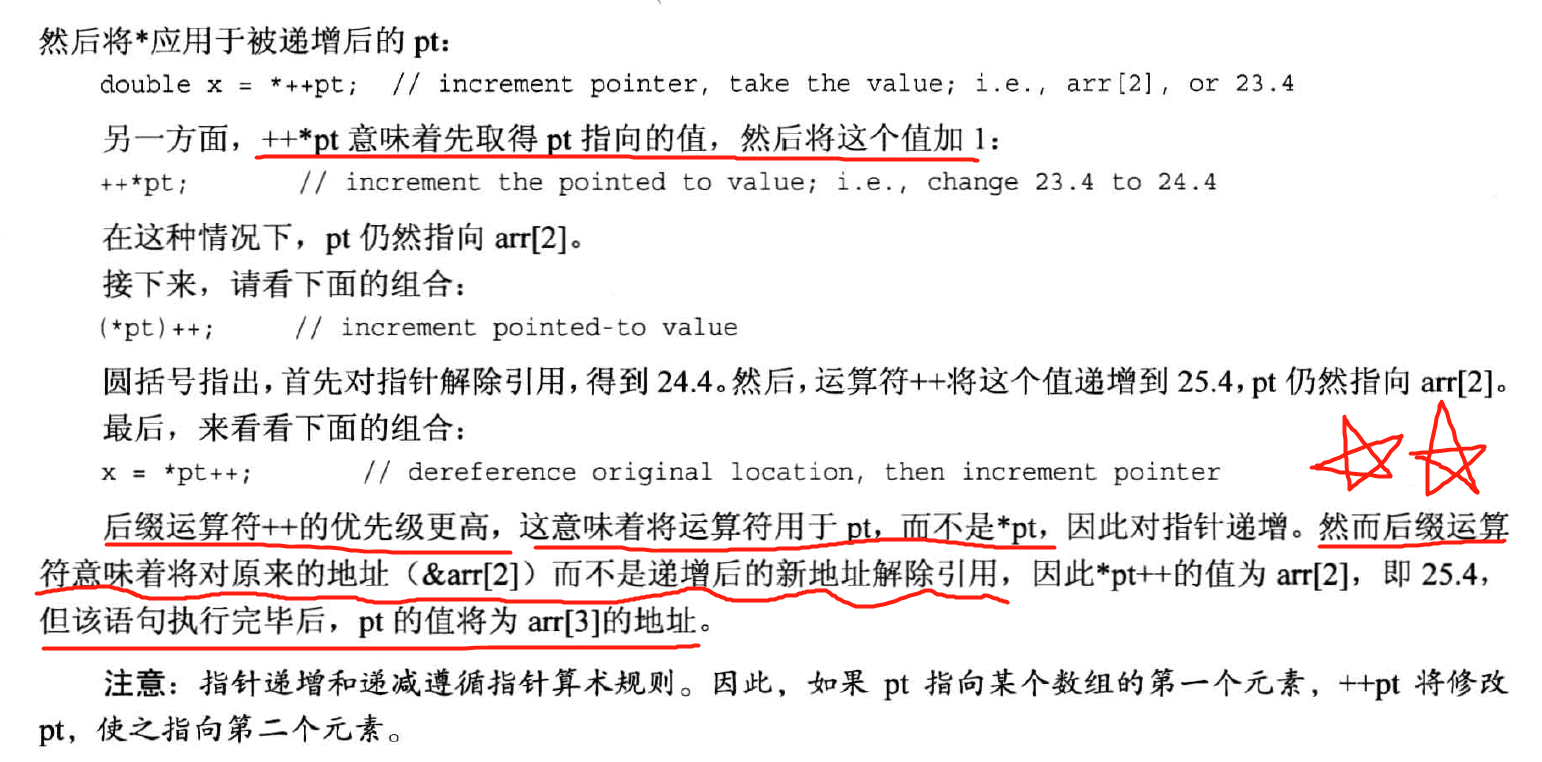 然后将*应用于被递增后的 pt：
double x = *++pt;  // increment pointer, take the value; i.e., arr[2], or 23.4
另一方面，++*pt 意味着先取得 pt 指向的值，然后将这个值加 1：
++*pt;        // increment the pointed to value; i.e., change 23.4 to 24.4
在这种情况下，pt 仍然指向 arr[2]。
接下来，请看下面的组合：
(*pt)++;     // increment pointed-to value
圆括号指出，首先对指针解除引用，得到 24.4。然后，运算符++将这个值递增到 25.4，pt 仍然指向 arr[2]。
最后，来看看下面的组合：
x = *pt++;        // dereference original location, then increment pointer
后缀运算符++的优先级更高，这意味着将运算符用于 pt，而不是*pt，因此对指针递增。然而后缀运算
符意味着将对原来的地址（&arr[2]）而不是递增后的新地址解除引用，因此*pt++的值为 arr[2]，即 25.4，
但该语句执行完毕后，pt 的值将为 arr[3]的地址。
注意：指针递增和递减遵循指针算术规则。因此，如果 pt 指向某个数组的第一个元素，++pt 将修改
pt，使之指向第二个元素。